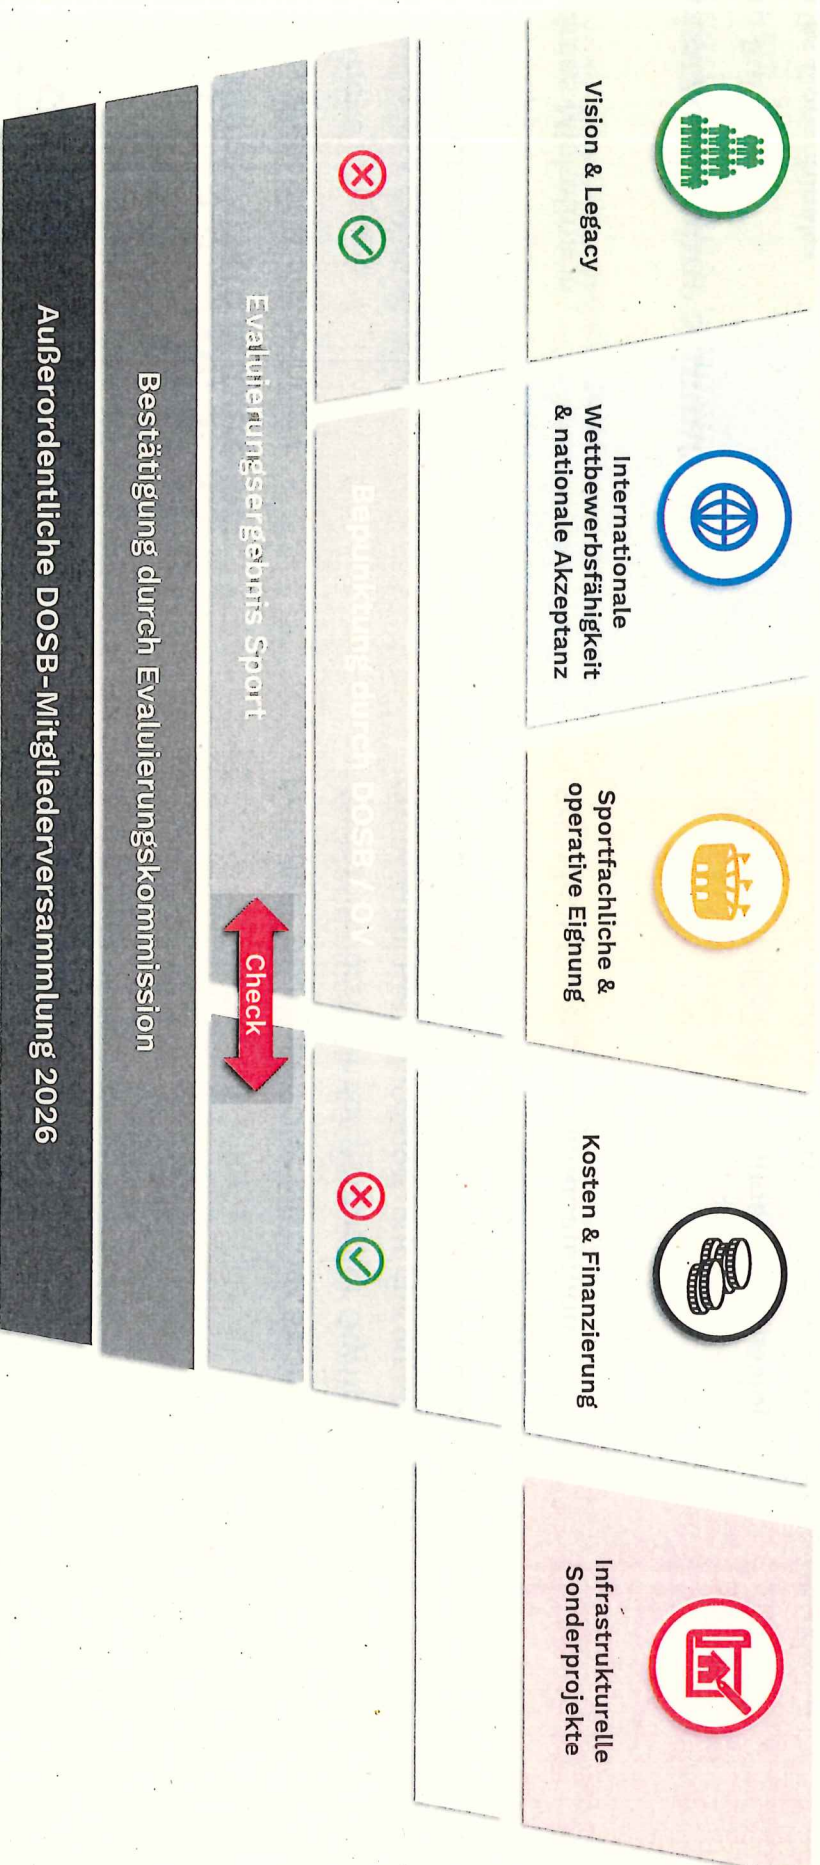 Vision & Legacy
Internationale
Wettbewerbsfähigkeit
& nationale Akzeptanz
Sportfachliche &
operative Eignung
Kosten & Finanzierung
Infrastrukturelle
Sonderprojekte
Bepunktung durch DOSB / OV
Evaluierungsergebnis Sport
Check
Bestätigung durch Evaluierungskommission
Außerordentliche DOSB-Mitgliederversammlung 2026